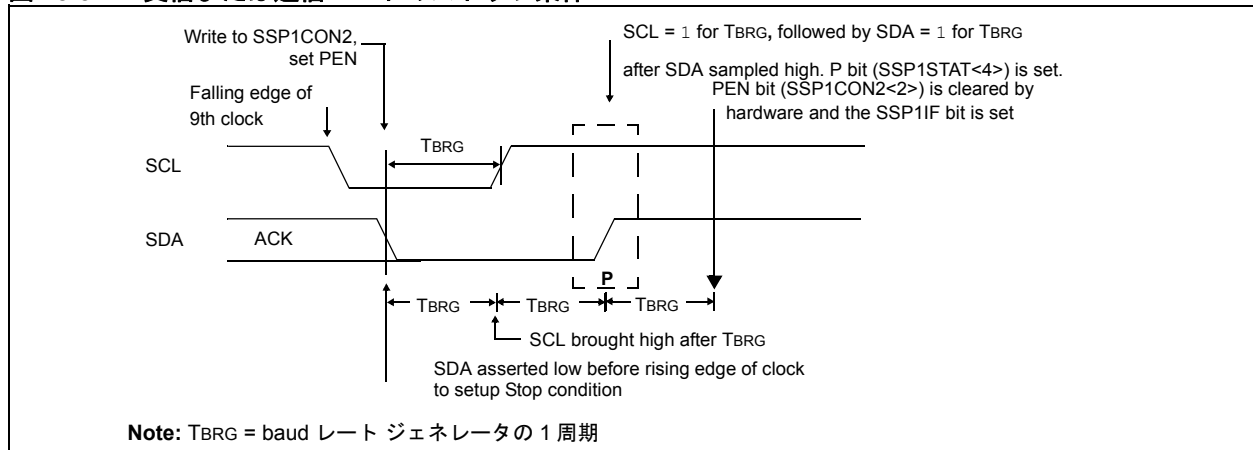 Write to SSP1CON2,
set PEN
SCL = 1 for TBRG, followed by SDA = 1 for TBRG
after SDA sampled high. P bit (SSP1STAT<4>) is set.
PEN bit (SSP1CON2<2>) is cleared by
hardware and the SSP1IF bit is set
Falling edge of
9th clock
TBRG
SCL
SDA
ACK
P
TBRG
TBRG
TBRG
SCL brought high after TBRG
SDA asserted low before rising edge of clock
to setup Stop condition
Note: TBRG = baud レート ジェネレータの 1 周期